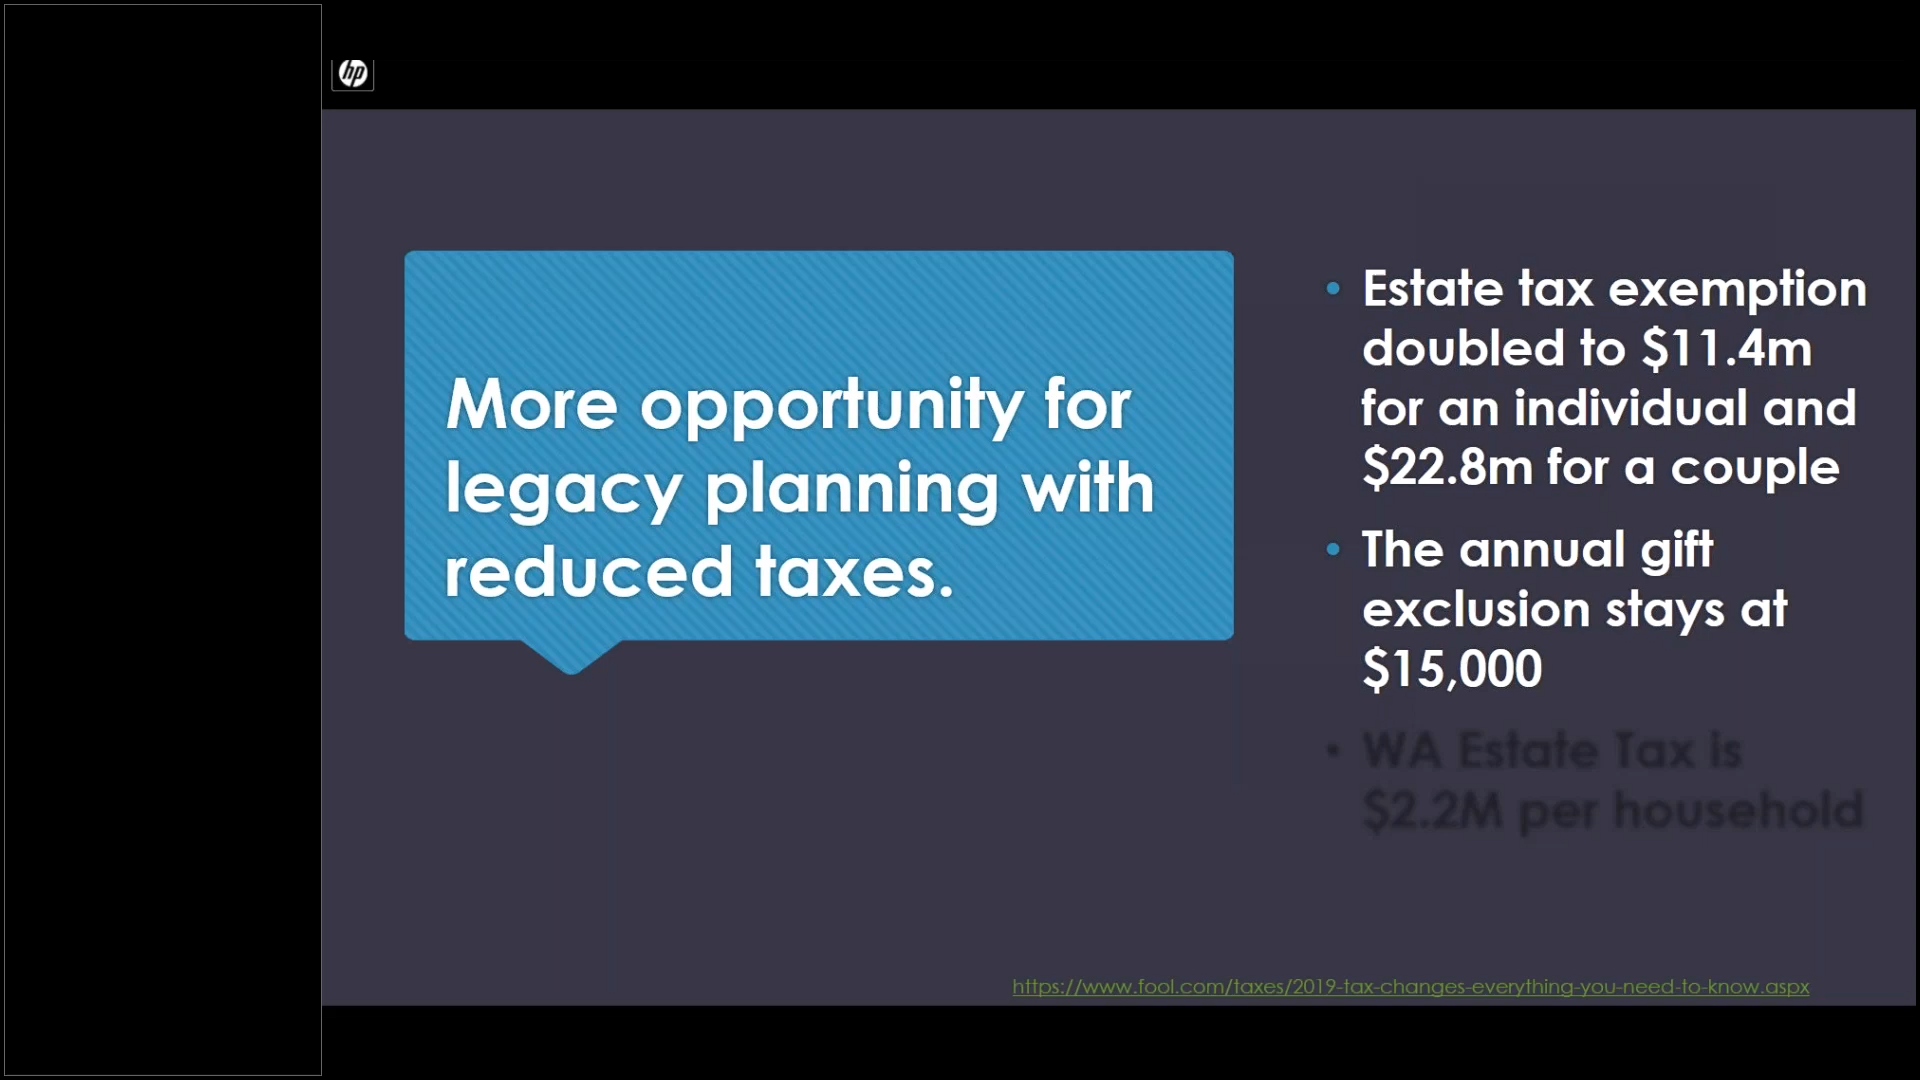 hp
More opportunity for
legacy planning with
reduced taxes.
• Estate tax exemption
doubled to $11.4m
for an individual and
$22.8m for a couple
• The annual gift
exclusion stays at
$15,000
• WA Estate Tax is
$2.2M per household
https://www.fool.com/taxes/2019-tax-changes-everything-you-need-to-know.aspx